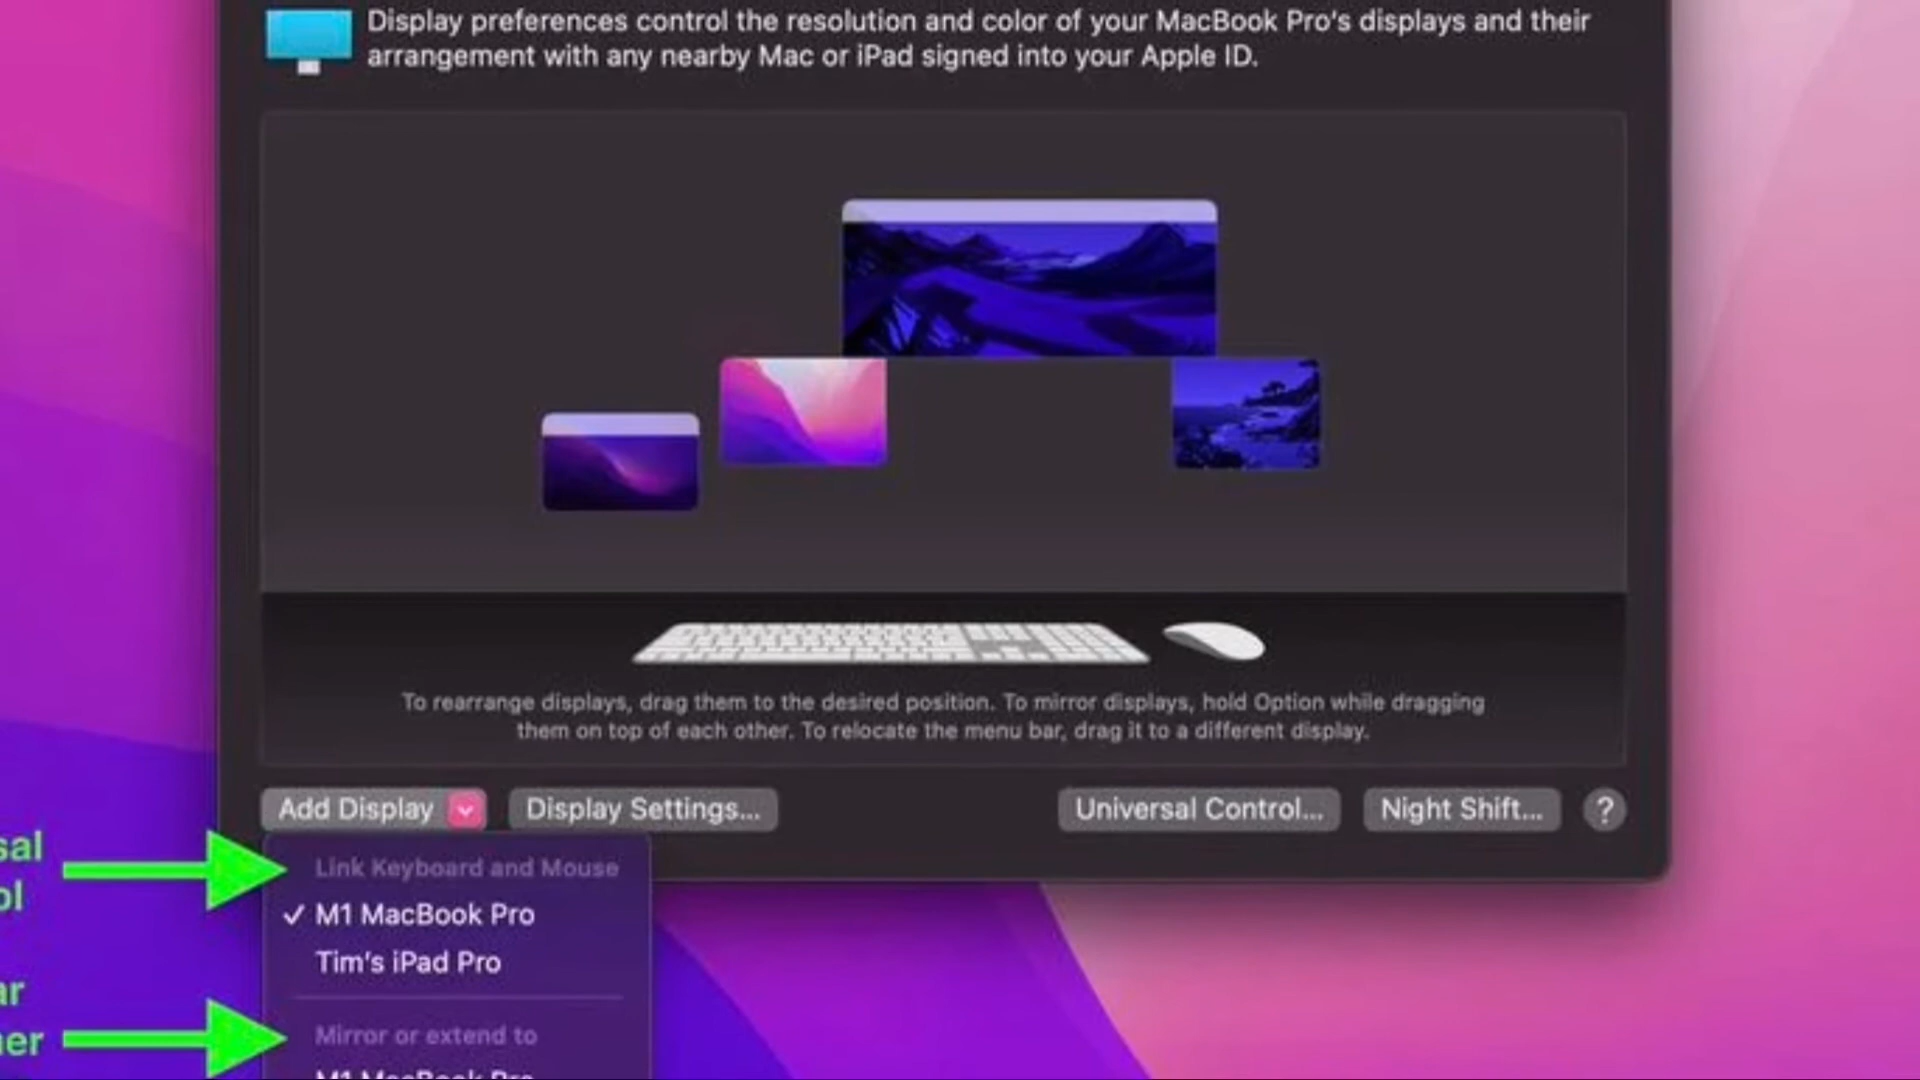 Display preferences control the resolution and color of your MacBook Pro's displays and their
arrangement with any nearby Mac or iPad signed into your Apple ID.
To rearrange displays, drag them to the desired position. To mirror displays, hold Option while dragging
them on top of each other. To relocate the menu bar, drag it to a different display.
Add Display
Display Settings...
Universal Control...
Night Shift...
?
sal
ol
Link Keyboard and Mouse
✓ M1 MacBook Pro
Tim's iPad Pro
ar
her
Mirror or extend to
M1 MacBook Pro